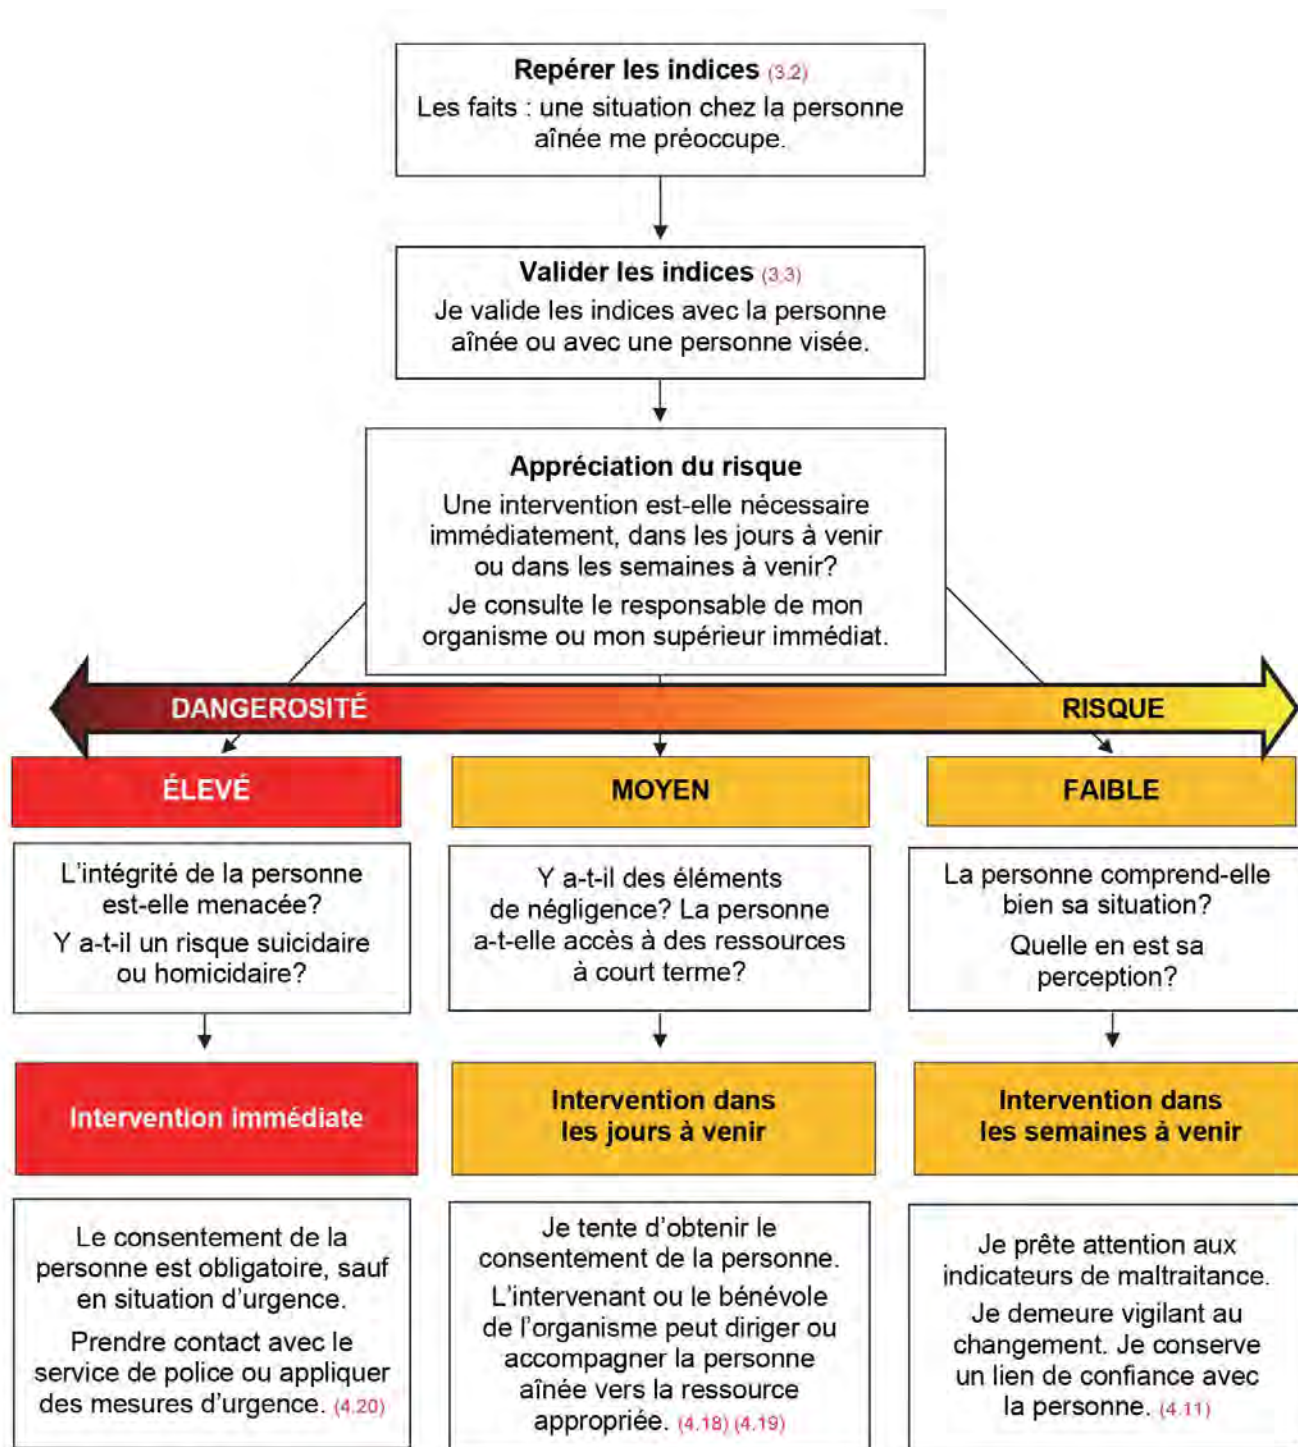 Repérer les indices (3.2)
Les faits : une situation chez la personne
aînée me préoccupe.
Valider les indices (3.3)
Je valide les indices avec la personne
aînée ou avec une personne visée.
Appréciation du risque
Une intervention est-elle nécessaire
immédiatement, dans les jours à venir
ou dans les semaines à venir?
Je consulte le responsable de mon
organisme ou mon supérieur immédiat.
DANGEROSITÉ
RISQUE
ÉLEVÉ
L'intégrité de la personne
est-elle menacée?
Y a-t-il un risque suicidaire
ou homicidaire?
Intervention immédiate
Le consentement de la
personne est obligatoire, sauf
en situation d'urgence.
Prendre contact avec le
service de police ou appliquer
des mesures d'urgence. (4.20)
MOYEN
Y a-t-il des éléments
de négligence? La personne
a-t-elle accès à des ressources
à court terme?
Intervention dans
les jours à venir
Je tente d'obtenir le
consentement de la personne.
L'intervenant ou le bénévole
de l'organisme peut diriger ou
accompagner la personne
aînée vers la ressource
appropriée. (4.18) (4.19)
FAIBLE
La personne comprend-elle
bien sa situation?
Quelle en est sa
perception?
Intervention dans
les semaines à venir
Je prête attention aux
indicateurs de maltraitance.
Je demeure vigilant au
changement. Je conserve
un lien de confiance avec
la personne. (4.11)